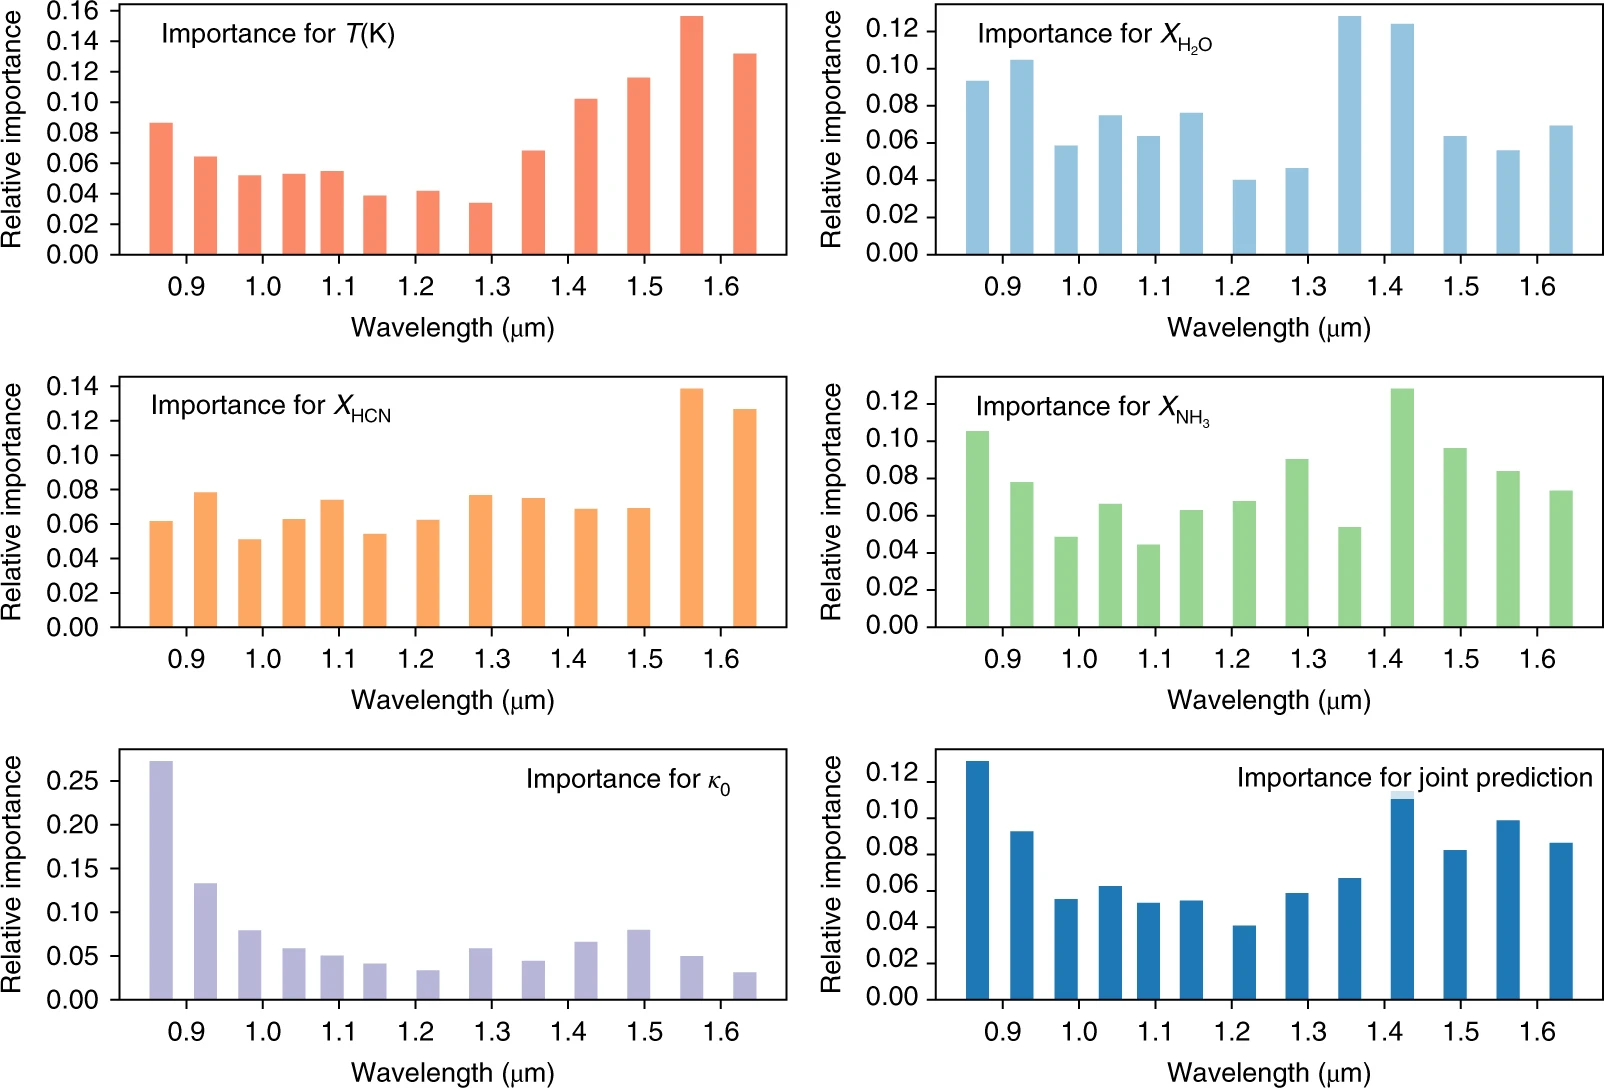 Importance for T(K)
Relative importance
0.16
0.14
0.12
0.10
0.08
0.06
0.04
0.02
0.00
0.9 1.0 1.1 1.2 1.3 1.4 1.5 1.6
Wavelength (μm)
Importance for X_H₂O
Relative importance
0.12
0.10
0.08
0.06
0.04
0.02
0.00
0.9 1.0 1.1 1.2 1.3 1.4 1.5 1.6
Wavelength (μm)
Importance for X_HCN
Relative importance
0.14
0.12
0.10
0.08
0.06
0.04
0.02
0.00
0.9 1.0 1.1 1.2 1.3 1.4 1.5 1.6
Wavelength (μm)
Importance for X_NH₃
Relative importance
0.12
0.10
0.08
0.06
0.04
0.02
0.00
0.9 1.0 1.1 1.2 1.3 1.4 1.5 1.6
Wavelength (μm)
Importance for κ₀
Relative importance
0.25
0.20
0.15
0.10
0.05
0.00
0.9 1.0 1.1 1.2 1.3 1.4 1.5 1.6
Wavelength (μm)
Importance for joint prediction
Relative importance
0.12
0.10
0.08
0.06
0.04
0.02
0.00
0.9 1.0 1.1 1.2 1.3 1.4 1.5 1.6
Wavelength (μm)